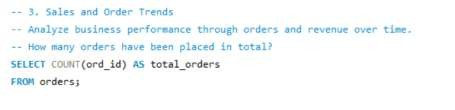 -- 3. Sales and Order Trends
-- Analyze business performance through orders and revenue over time.
-- How many orders have been placed in total?
SELECT COUNT(ord_id) AS total_orders
FROM orders;